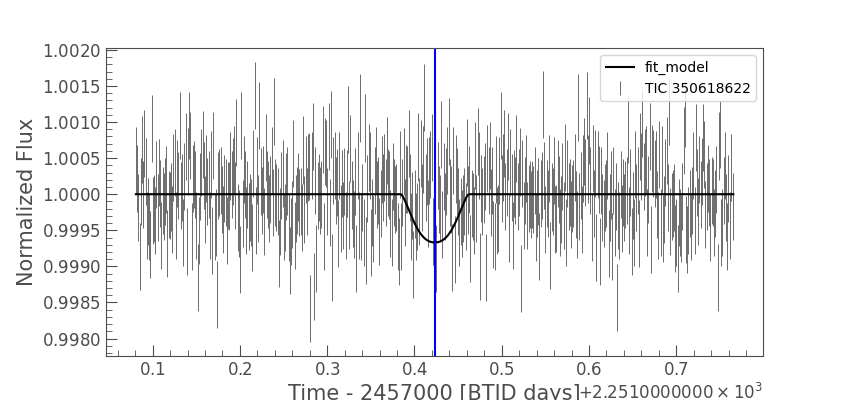 1.0020
1.0015
1.0010
1.0005
1.0000
0.9995
0.9990
0.9985
0.9980
Normalized Flux
fit_model
TIC 350618622
0.1 0.2 0.3 0.4 0.5 0.6 0.7
Time - 2457000 [BTJD days]
+2.2510000000 × 10³